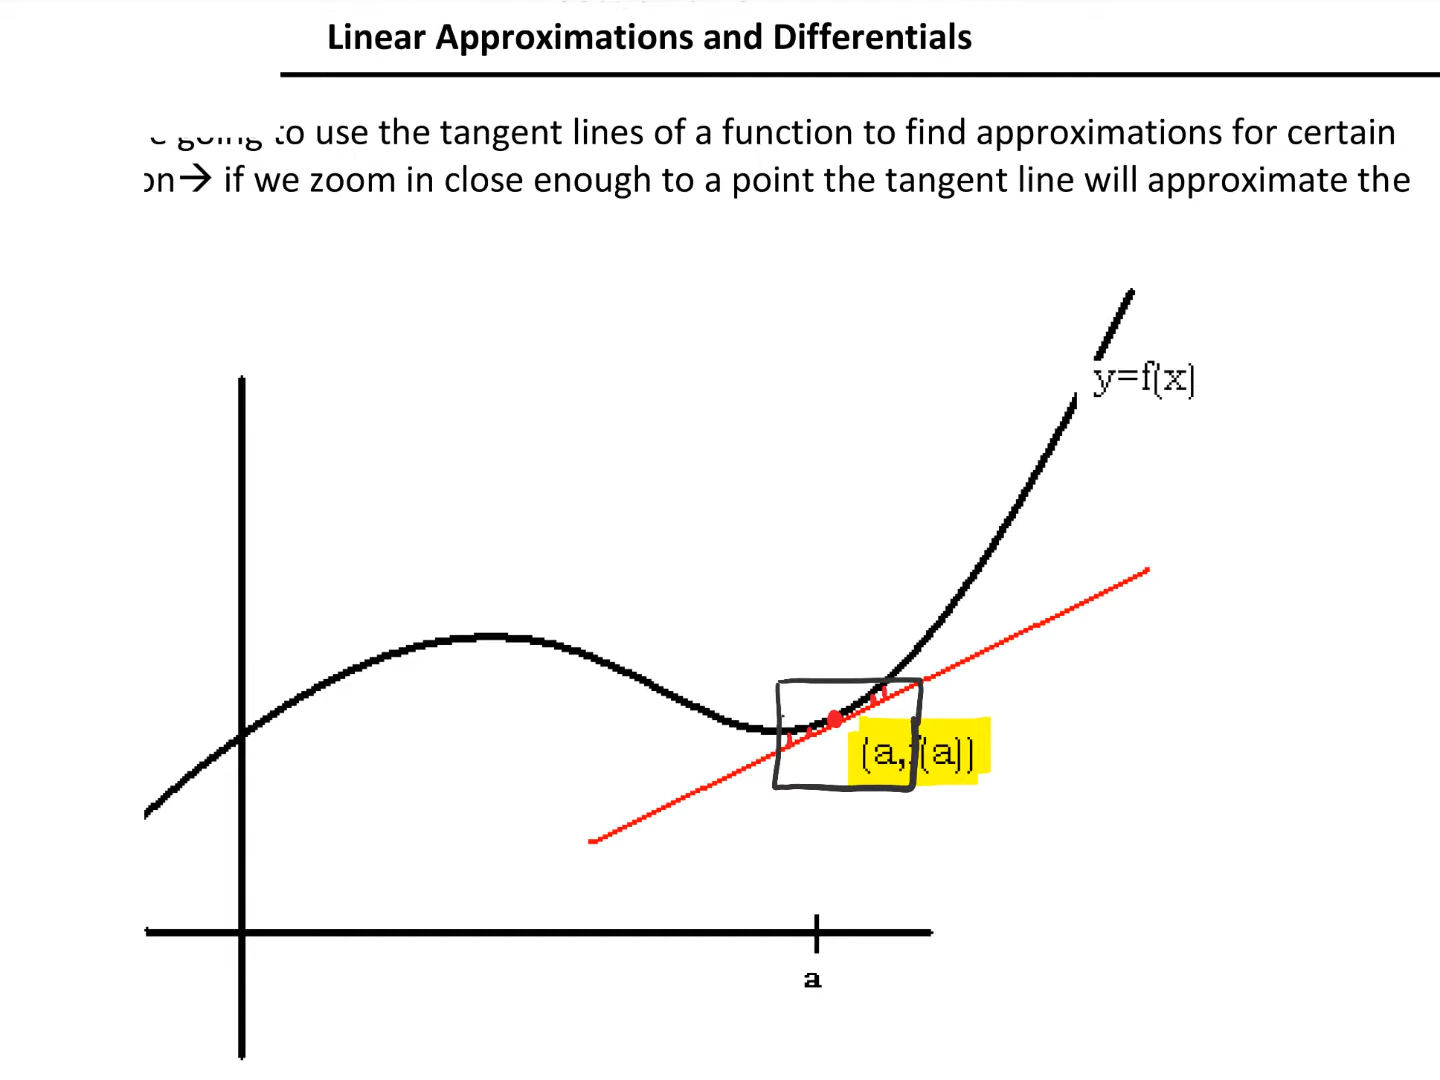 Linear Approximations and Differentials
to use the tangent lines of a function to find approximations for certain
→ if we zoom in close enough to a point the tangent line will approximate the
y=f(x)
(a,f(a))
a